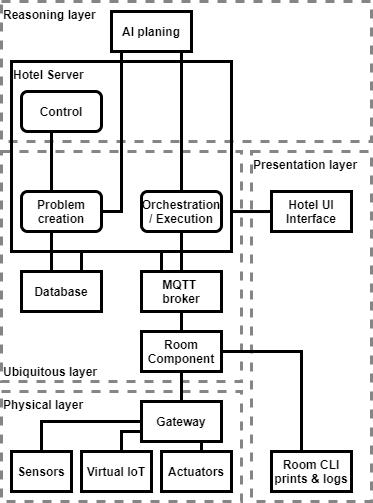 Reasoning layer
AI planing
Hotel Server
Control
Presentation layer
Problem
creation
Orchestration
/ Execution
Hotel UI
Interface
Database
MQTT
broker
Room
Component
Ubiquitous layer
Physical layer
Gateway
Sensors
Virtual IoT
Actuators
Room CLI
prints & logs